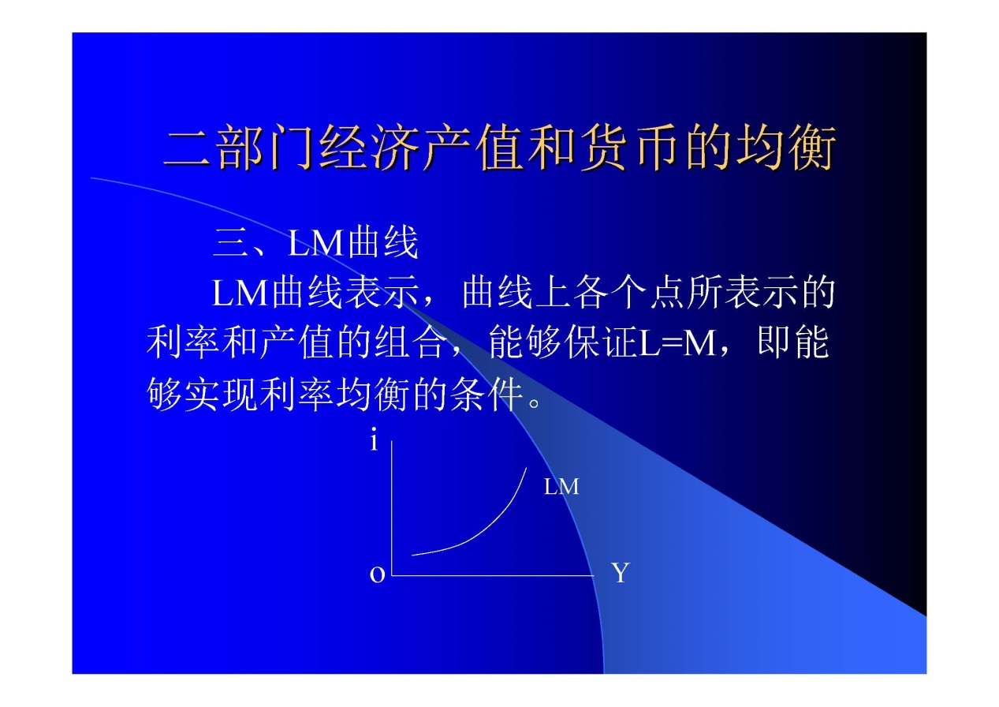 二部门经济产值和货币的均衡
三、LM曲线
LM曲线表示，曲线上各个点所表示的
利率和产值的组合，能够保证L=M，即能
够实现利率均衡的条件。
i
LM
o
Y